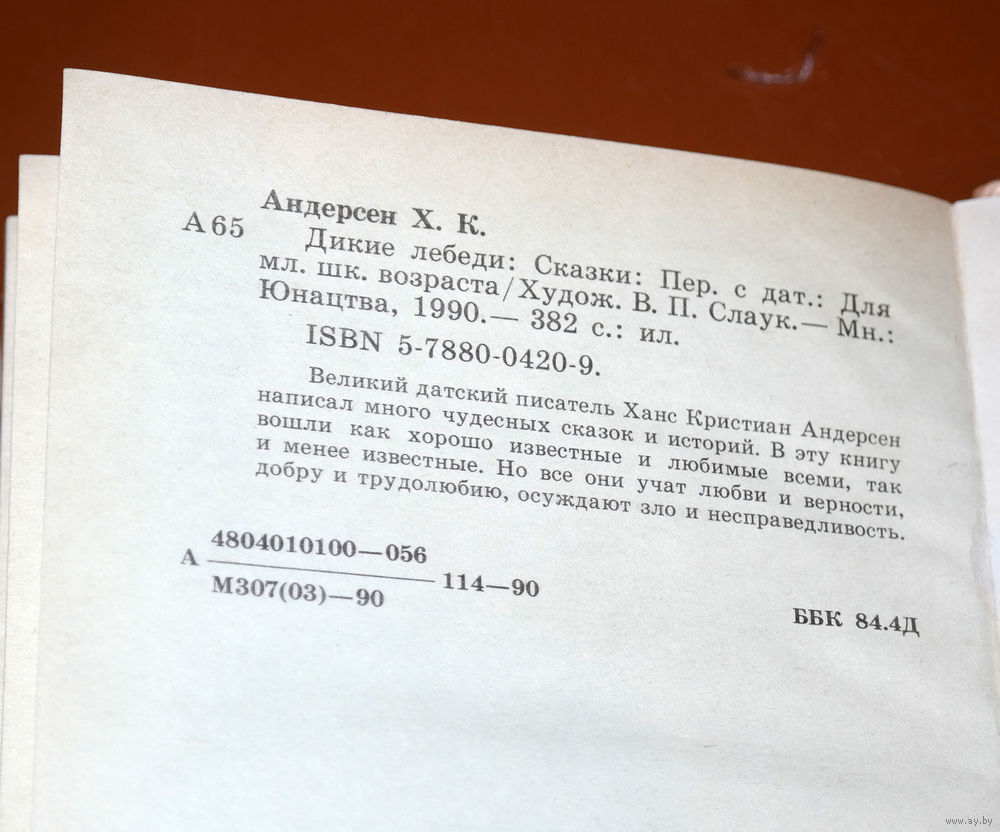 Андерсен Х. К.
А65 Дикие лебеди: Сказки: Пер. с дат.: Для
мл. шк. возраста/Худож. В. П. Слаук.— Мн.:
Юнацтва, 1990.— 382 с.: ил.
ISBN 5-7880-0420-9.
Великий датский писатель Ханс Кристиан Андерсен
написал много чудесных сказок и историй. В эту книгу
вошли как хорошо известные и любимые всеми, так
и менее известные. Но все они учат любви и верности,
добру и трудолюбию, осуждают зло и несправедливость.
4804010100—056
А 114—90
М307(03)—90
ББК 84.4Д
www.ay.by